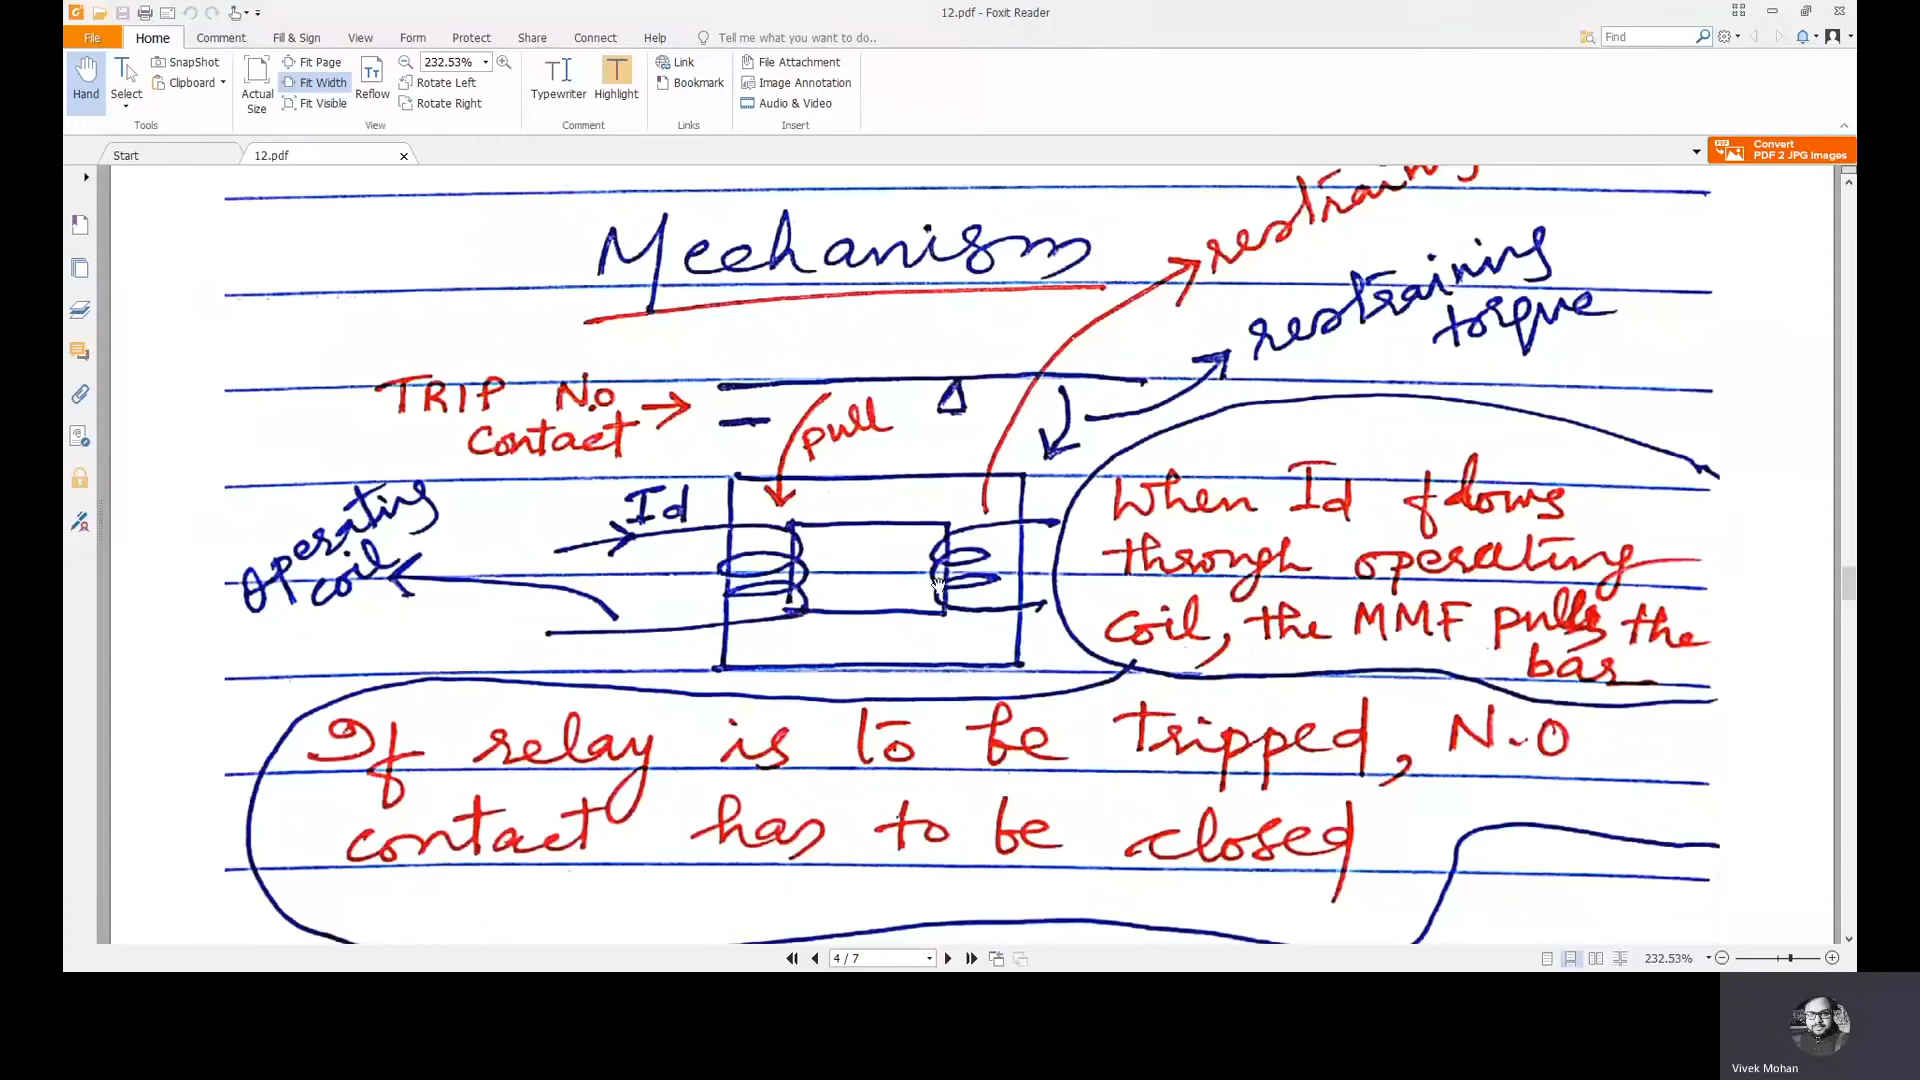 12.pdf - Foxit Reader
File Home Comment Fill & Sign View Form Protect Share Connect Help Tell me what you want to do.. Find
Hand
Select
SnapShot
Clipboard
Actual Size
Fit Page
Fit Width
Fit Visible
Reflow
232.53%
Rotate Left
Rotate Right
Typewriter
Highlight
Link
Bookmark
File Attachment
Image Annotation
Audio & Video
Tools View Comment Links Insert
Start 12.pdf
Convert
PDF 2 JPG Images
restraining
Mechanism
restraining
torque
TRIP N.o
contact
pull
Id
operating
coil
When Id flows
through operating
coil, the MMF pulls the
bar
If relay is to be tripped, N.O
contact has to be closed
4 / 7
232.53%
Vivek Mohan